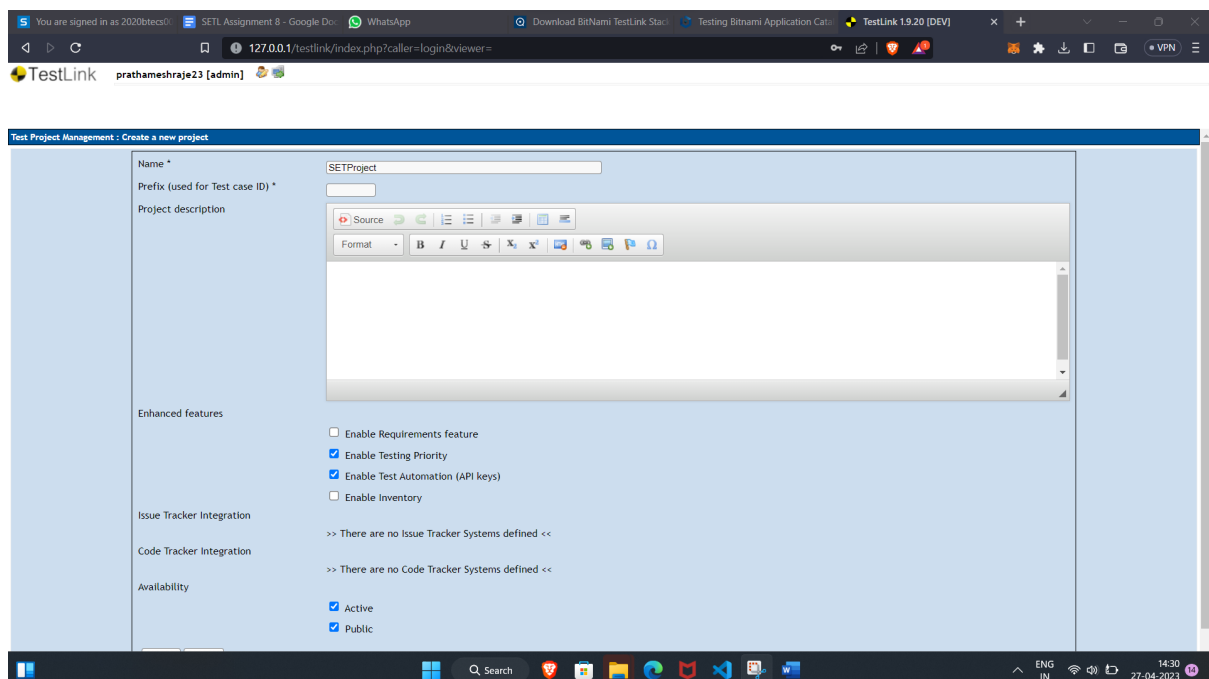 You are signed in as 2020btecs0 SETL Assignment 8 - Google Doc WhatsApp Download BitNami TestLink Stack Testing Bitnami Application Cata TestLink 1.9.20 [DEV]
127.0.0.1/testlink/index.php?caller=login&viewer= VPN
TestLink prathameshraje23 [admin]
Test Project Management : Create a new project
Name * SETProject
Prefix (used for Test case ID) *
Project description
Source
Format B I U S X₂ x² Ω
Enhanced features
Enable Requirements feature
Enable Testing Priority
Enable Test Automation (API keys)
Enable Inventory
Issue Tracker Integration
>> There are no Issue Tracker Systems defined <<
Code Tracker Integration
>> There are no Code Tracker Systems defined <<
Availability
Active
Public
Search ENG 14:30
IN 27-04-2023 14